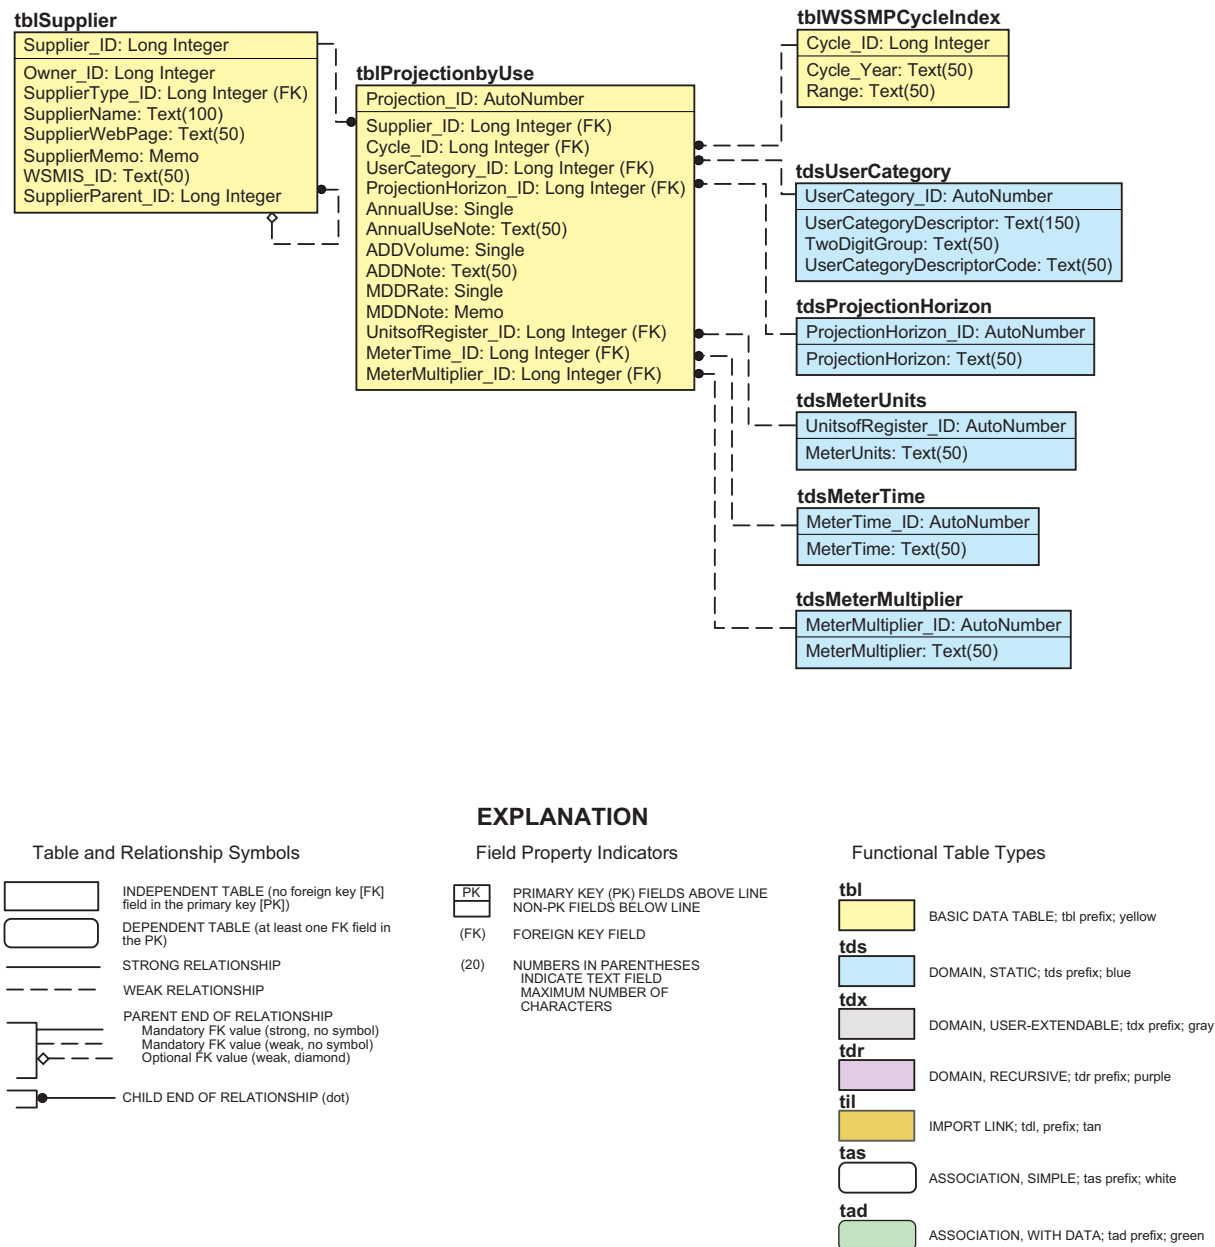 tblSupplier
Supplier_ID: Long Integer
Owner_ID: Long Integer
SupplierType_ID: Long Integer (FK)
SupplierName: Text(100)
SupplierWebPage: Text(50)
SupplierMemo: Memo
WSMIS_ID: Text(50)
SupplierParent_ID: Long Integer
tblProjectionbyUse
Projection_ID: AutoNumber
Supplier_ID: Long Integer (FK)
Cycle_ID: Long Integer (FK)
UserCategory_ID: Long Integer (FK)
ProjectionHorizon_ID: Long Integer (FK)
AnnualUse: Single
AnnualUseNote: Text(50)
ADDVolume: Single
ADDNote: Text(50)
MDDRate: Single
MDDNote: Memo
UnitsofRegister_ID: Long Integer (FK)
MeterTime_ID: Long Integer (FK)
MeterMultiplier_ID: Long Integer (FK)
tblWSSMPCycleIndex
Cycle_ID: Long Integer
Cycle_Year: Text(50)
Range: Text(50)
tdsUserCategory
UserCategory_ID: AutoNumber
UserCategoryDescriptor: Text(150)
TwoDigitGroup: Text(50)
UserCategoryDescriptorCode: Text(50)
tdsProjectionHorizon
ProjectionHorizon_ID: AutoNumber
ProjectionHorizon: Text(50)
tdsMeterUnits
UnitsofRegister_ID: AutoNumber
MeterUnits: Text(50)
tdsMeterTime
MeterTime_ID: AutoNumber
MeterTime: Text(50)
tdsMeterMultiplier
MeterMultiplier_ID: AutoNumber
MeterMultiplier: Text(50)
EXPLANATION
Table and Relationship Symbols
INDEPENDENT TABLE (no foreign key [FK]
field in the primary key [PK])
DEPENDENT TABLE (at least one FK field in
the PK)
STRONG RELATIONSHIP
WEAK RELATIONSHIP
PARENT END OF RELATIONSHIP
Mandatory FK value (strong, no symbol)
Mandatory FK value (weak, no symbol)
Optional FK value (weak, diamond)
CHILD END OF RELATIONSHIP (dot)
Field Property Indicators
PK
PRIMARY KEY (PK) FIELDS ABOVE LINE
NON-PK FIELDS BELOW LINE
(FK)
FOREIGN KEY FIELD
(20)
NUMBERS IN PARENTHESES
INDICATE TEXT FIELD
MAXIMUM NUMBER OF
CHARACTERS
Functional Table Types
tbl
BASIC DATA TABLE; tbl prefix; yellow
tds
DOMAIN, STATIC; tds prefix; blue
tdx
DOMAIN, USER-EXTENDABLE; tdx prefix; gray
tdr
DOMAIN, RECURSIVE; tdr prefix; purple
til
IMPORT LINK; tdl, prefix; tan
tas
ASSOCIATION, SIMPLE; tas prefix; white
tad
ASSOCIATION, WITH DATA; tad prefix; green